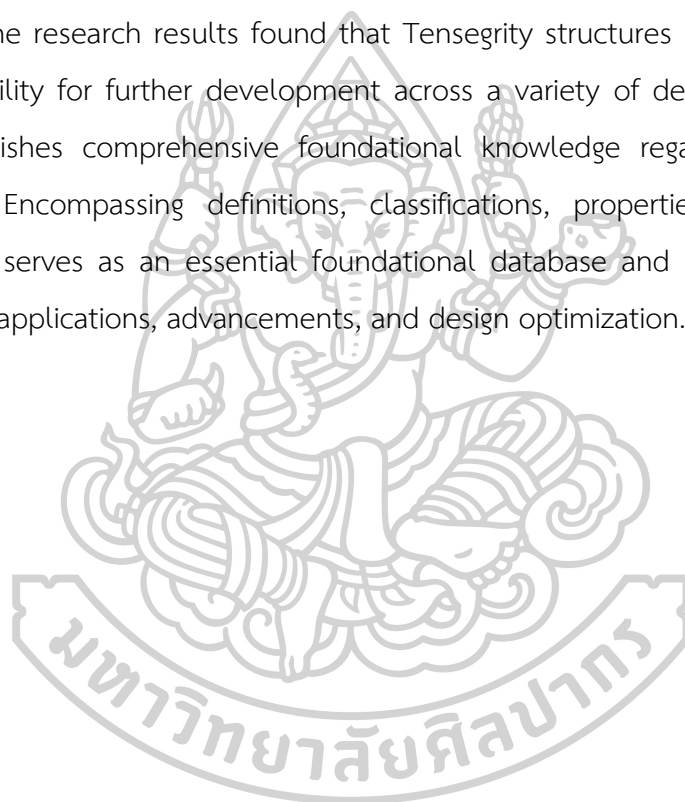 ne research results found that Tensegrity structures
ility for further development across a variety of de
ishes comprehensive foundational knowledge rega
Encompassing definitions, classifications, propertie
serves as an essential foundational database and
applications, advancements, and design optimization.
มหาวิทยาลัยศิลปากร